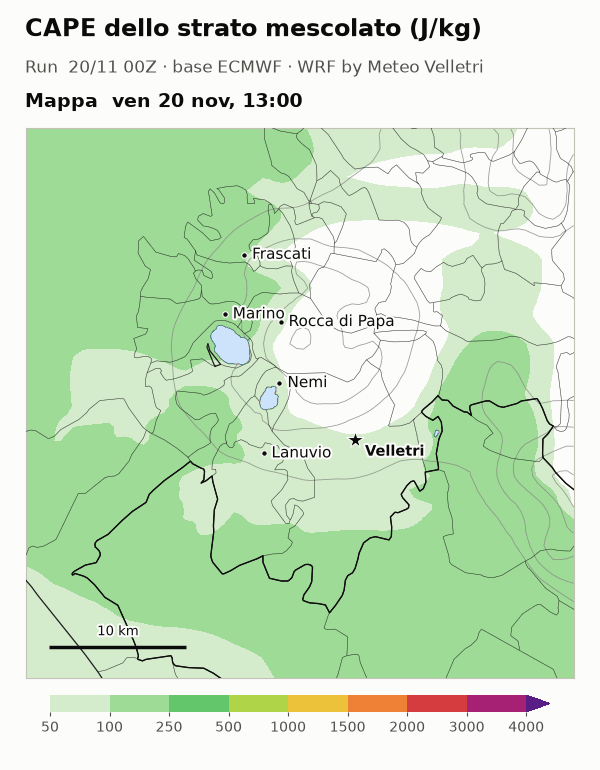 CAPE dello strato mescolato (J/kg)
Run  20/11 00Z · base ECMWF · WRF by Meteo Velletri
Mappa  ven 20 nov, 13:00
Frascati
Marino
Rocca di Papa
Nemi
Velletri
Lanuvio
10 km
50 100 250 500 1000 1500 2000 3000 4000